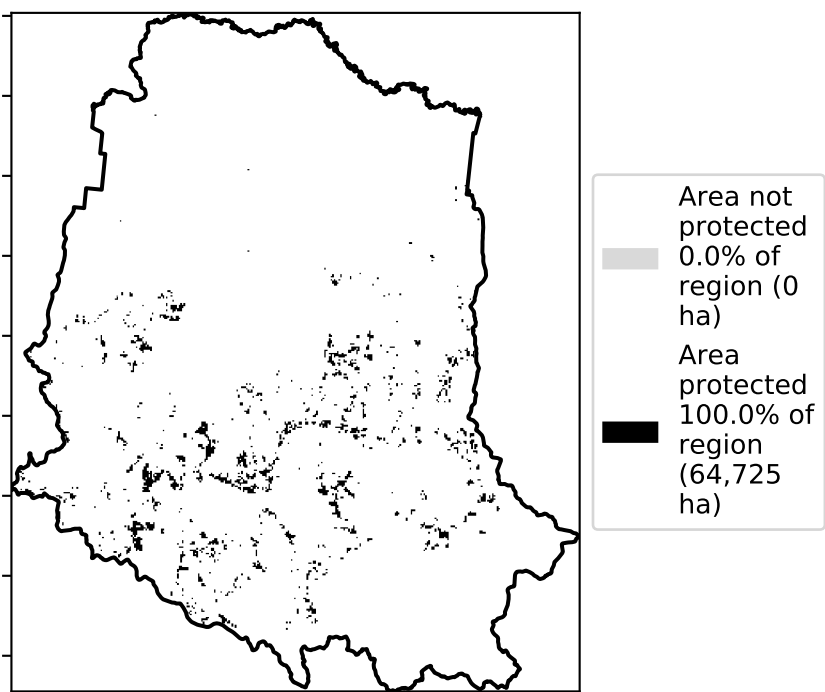 Area not
protected
0.0% of
region (0
ha)
Area
protected
100.0% of
region
(64,725
ha)